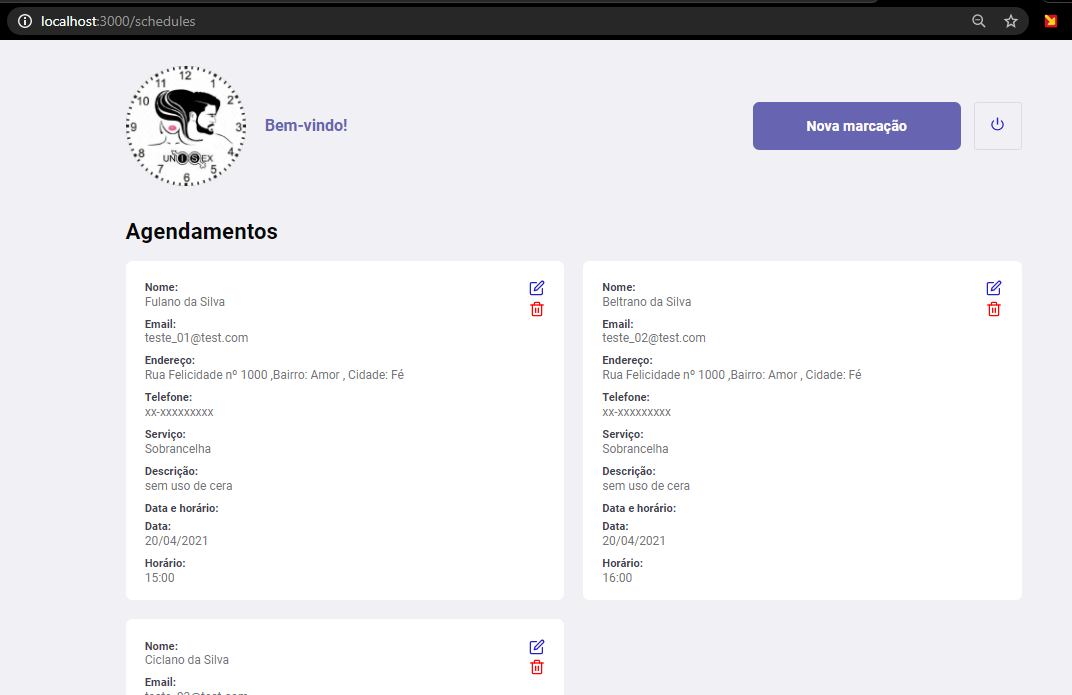 localhost:3000/schedules
12
11
1
10
2
9
3
8
4
7
5
6
UNISEX
Bem-vindo!
Nova marcação
Agendamentos
Nome:
Fulano da Silva
Email:
teste_01@test.com
Endereço:
Rua Felicidade nº 1000 ,Bairro: Amor , Cidade: Fé
Telefone:
xx-xxxxxxxxx
Serviço:
Sobrancelha
Descrição:
sem uso de cera
Data e horário:
Data:
20/04/2021
Horário:
15:00
Nome:
Beltrano da Silva
Email:
teste_02@test.com
Endereço:
Rua Felicidade nº 1000 ,Bairro: Amor , Cidade: Fé
Telefone:
xx-xxxxxxxxx
Serviço:
Sobrancelha
Descrição:
sem uso de cera
Data e horário:
Data:
20/04/2021
Horário:
16:00
Nome:
Ciclano da Silva
Email: